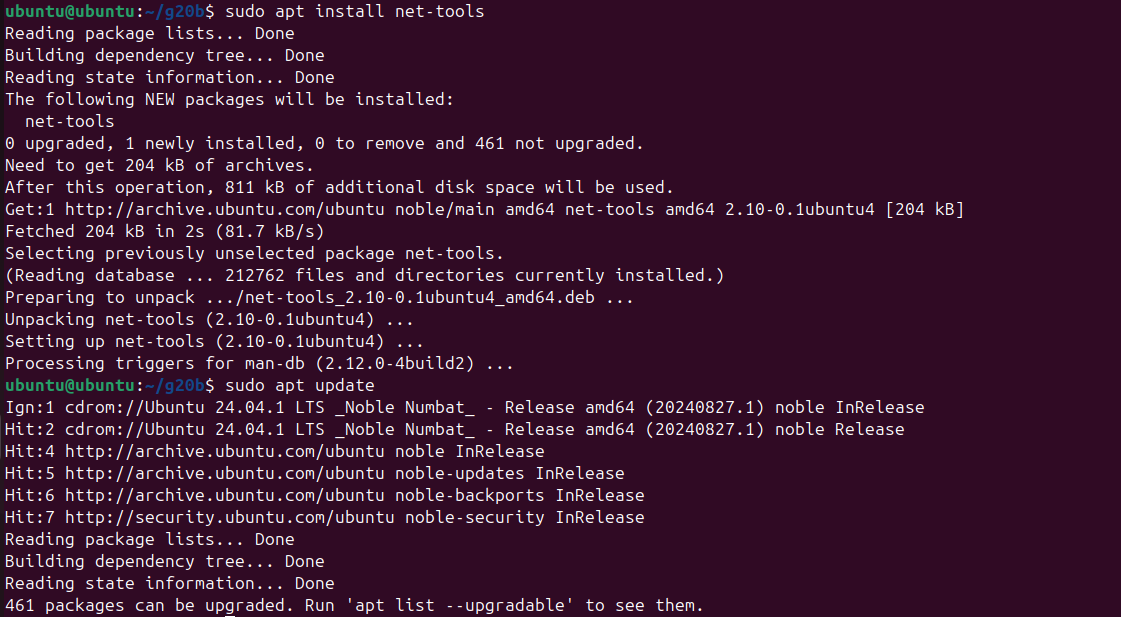 ubuntu@ubuntu:~/g20b$ sudo apt install net-tools
Reading package lists... Done
Building dependency tree... Done
Reading state information... Done
The following NEW packages will be installed:
  net-tools
0 upgraded, 1 newly installed, 0 to remove and 461 not upgraded.
Need to get 204 kB of archives.
After this operation, 811 kB of additional disk space will be used.
Get:1 http://archive.ubuntu.com/ubuntu noble/main amd64 net-tools amd64 2.10-0.1ubuntu4 [204 kB]
Fetched 204 kB in 2s (81.7 kB/s)
Selecting previously unselected package net-tools.
(Reading database ... 212762 files and directories currently installed.)
Preparing to unpack .../net-tools_2.10-0.1ubuntu4_amd64.deb ...
Unpacking net-tools (2.10-0.1ubuntu4) ...
Setting up net-tools (2.10-0.1ubuntu4) ...
Processing triggers for man-db (2.12.0-4build2) ...
ubuntu@ubuntu:~/g20b$ sudo apt update
Ign:1 cdrom://Ubuntu 24.04.1 LTS _Noble Numbat_ - Release amd64 (20240827.1) noble InRelease
Hit:2 cdrom://Ubuntu 24.04.1 LTS _Noble Numbat_ - Release amd64 (20240827.1) noble Release
Hit:4 http://archive.ubuntu.com/ubuntu noble InRelease
Hit:5 http://archive.ubuntu.com/ubuntu noble-updates InRelease
Hit:6 http://archive.ubuntu.com/ubuntu noble-backports InRelease
Hit:7 http://security.ubuntu.com/ubuntu noble-security InRelease
Reading package lists... Done
Building dependency tree... Done
Reading state information... Done
461 packages can be upgraded. Run 'apt list --upgradable' to see them.